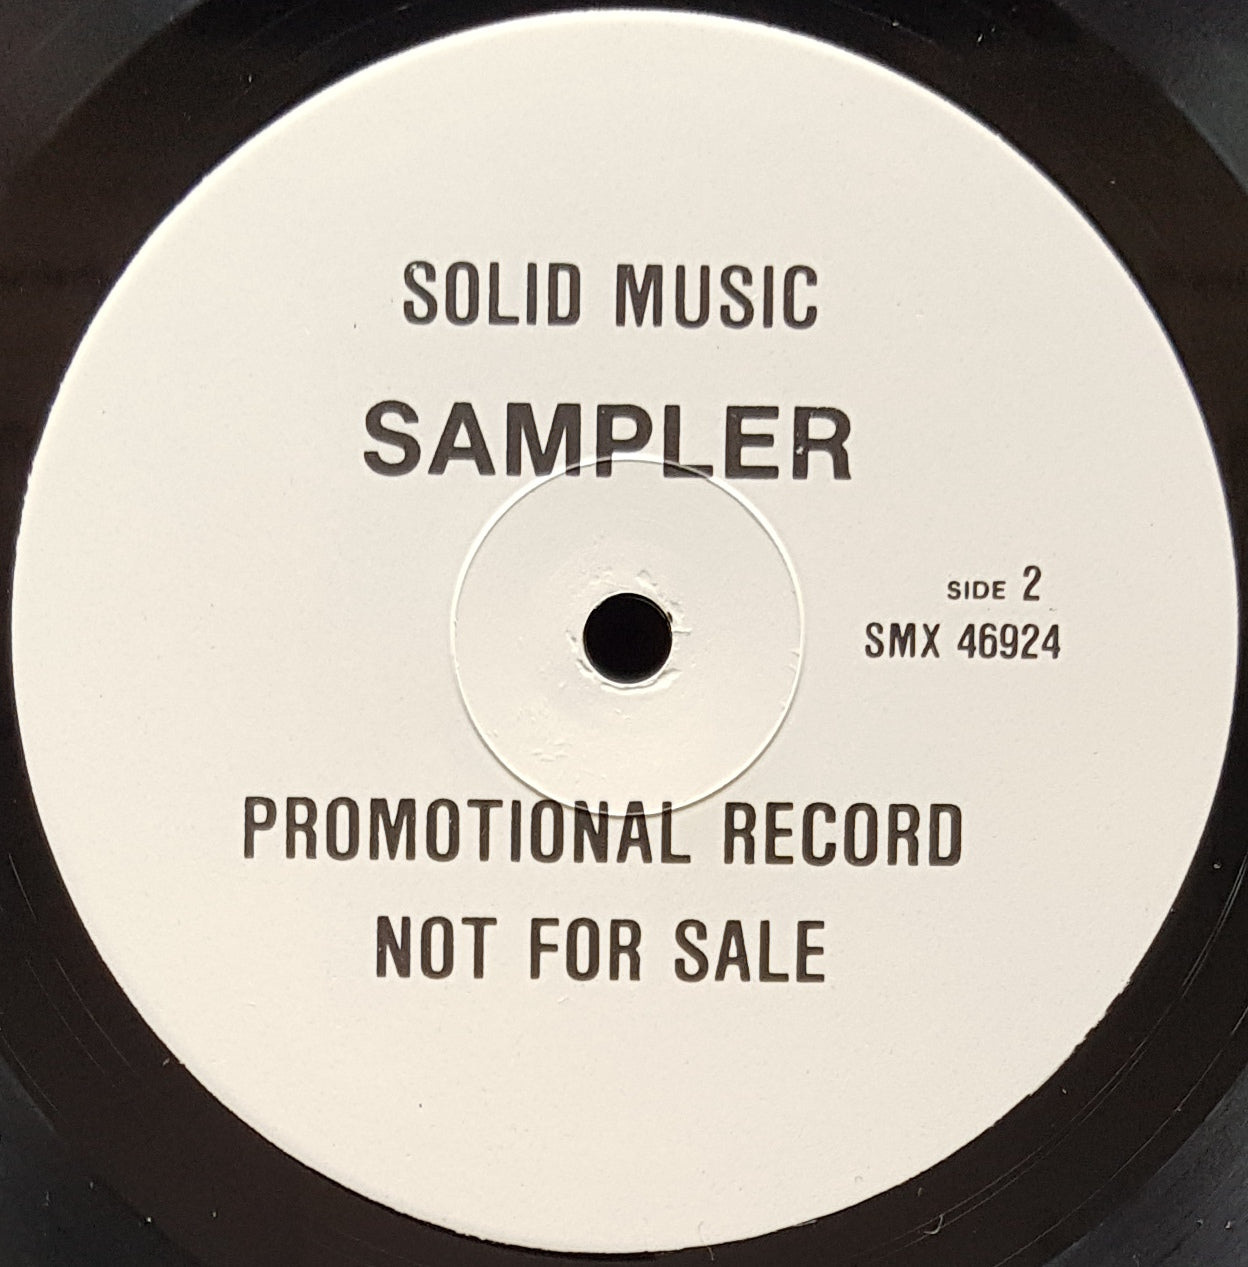 SOLID MUSIC
SAMPLER
SIDE 2
SMX 46924
PROMOTIONAL RECORD
NOT FOR SALE